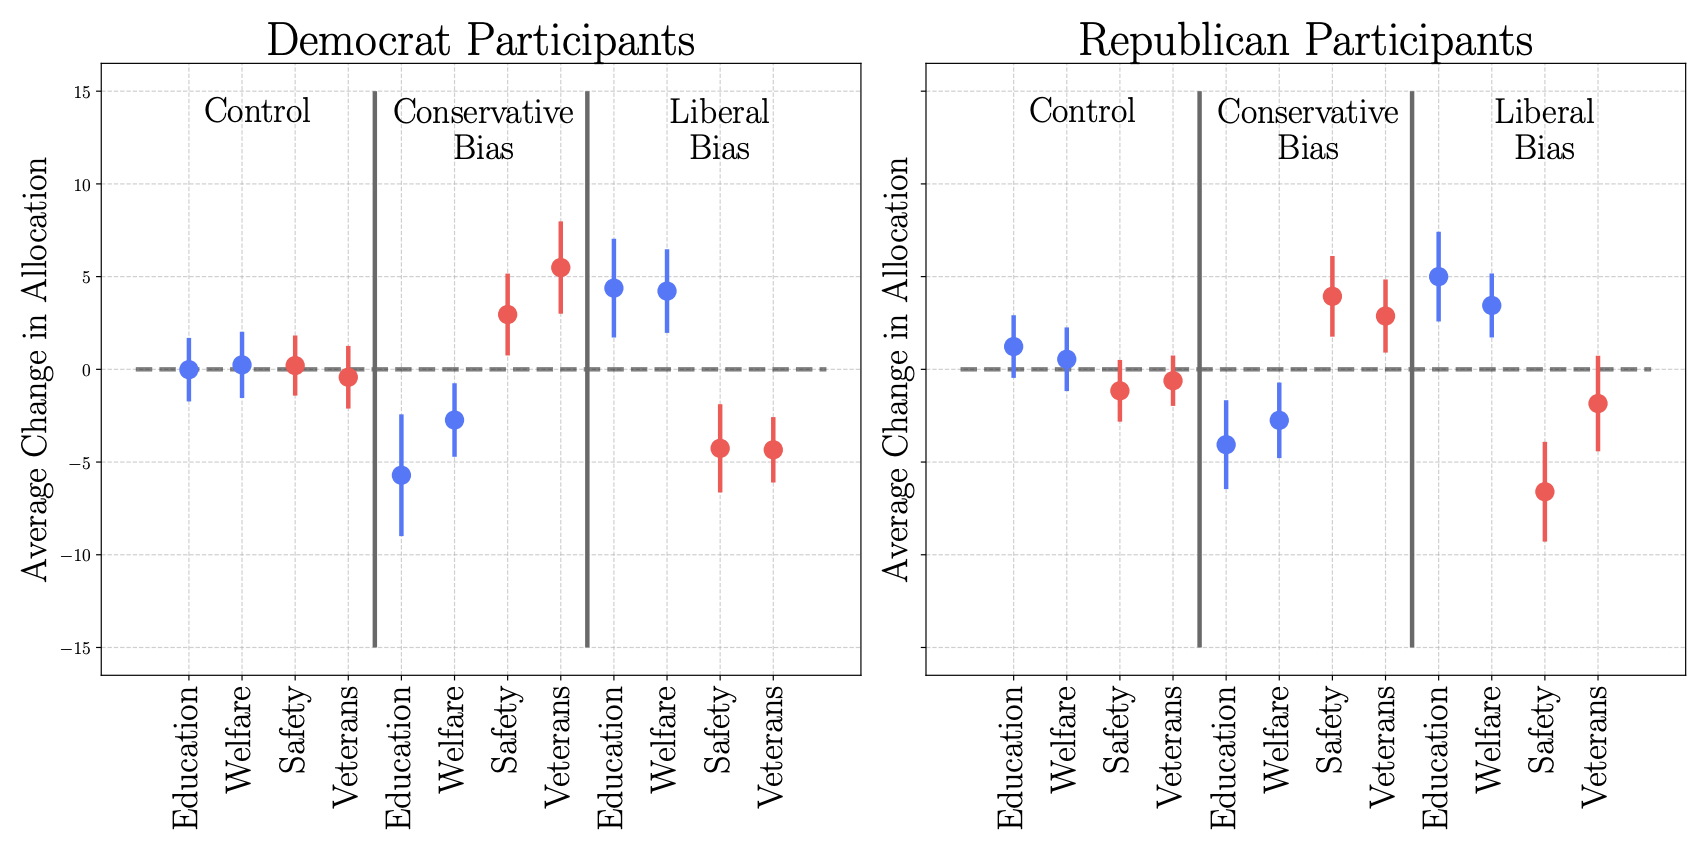 Democrat Participants
Republican Participants
Average Change in Allocation
15
10
5
0
−5
−10
−15
Control
Conservative
Bias
Liberal
Bias
Education
Welfare
Safety
Veterans
Education
Welfare
Safety
Veterans
Education
Welfare
Safety
Veterans
Average Change in Allocation
Control
Conservative
Bias
Liberal
Bias
Education
Welfare
Safety
Veterans
Education
Welfare
Safety
Veterans
Education
Welfare
Safety
Veterans